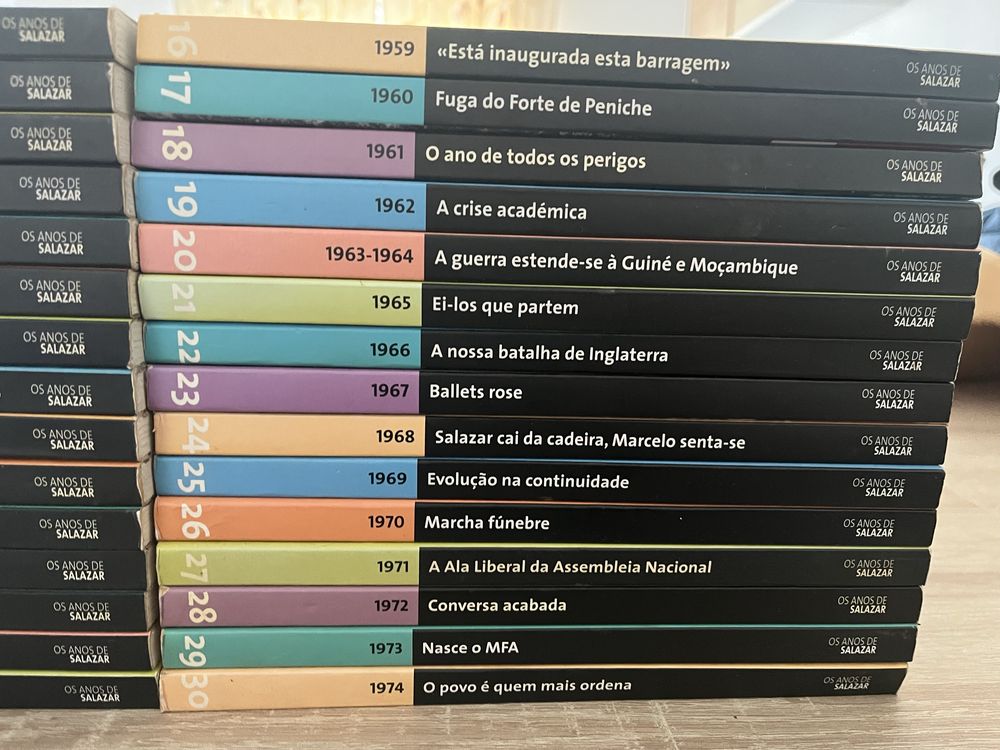 OS ANOS DE
SALAZAR
OS ANOS DE
SALAZAR
OS ANOS DE
SALAZAR
OS ANOS DE
SALAZAR
OS ANOS DE
SALAZAR
OS ANOS DE
SALAZAR
OS ANOS DE
SALAZAR
OS ANOS DE
SALAZAR
OS ANOS DE
SALAZAR
OS ANOS DE
SALAZAR
OS ANOS DE
SALAZAR
OS ANOS DE
SALAZAR
OS ANOS DE
SALAZAR
OS ANOS DE
SALAZAR
OS ANOS DE
SALAZAR
16 1959 «Está inaugurada esta barragem» OS ANOS DE
SALAZAR
17 1960 Fuga do Forte de Peniche OS ANOS DE
SALAZAR
18 1961 O ano de todos os perigos OS ANOS DE
SALAZAR
19 1962 A crise académica OS ANOS DE
SALAZAR
20 1963-1964 A guerra estende-se à Guiné e Moçambique OS ANOS DE
SALAZAR
21 1965 Ei-los que partem OS ANOS DE
SALAZAR
22 1966 A nossa batalha de Inglaterra OS ANOS DE
SALAZAR
23 1967 Ballets rose OS ANOS DE
SALAZAR
24 1968 Salazar cai da cadeira, Marcelo senta-se OS ANOS DE
SALAZAR
25 1969 Evolução na continuidade OS ANOS DE
SALAZAR
26 1970 Marcha fúnebre OS ANOS DE
SALAZAR
27 1971 A Ala Liberal da Assembleia Nacional OS ANOS DE
SALAZAR
28 1972 Conversa acabada OS ANOS DE
SALAZAR
29 1973 Nasce o MFA OS ANOS DE
SALAZAR
30 1974 O povo é quem mais ordena OS ANOS DE
SALAZAR